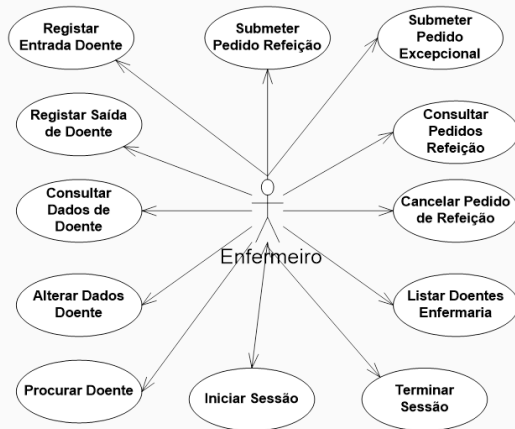 Registar
Entrada Doente
Submeter
Pedido Refeição
Submeter
Pedido
Excepcional
Registar Saída
de Doente
Consultar
Pedidos
Refeição
Consultar
Dados de
Doente
Cancelar Pedido
de Refeição
Enfermeiro
Alterar Dados
Doente
Listar Doentes
Enfermaria
Procurar Doente
Iniciar Sessão
Terminar
Sessão